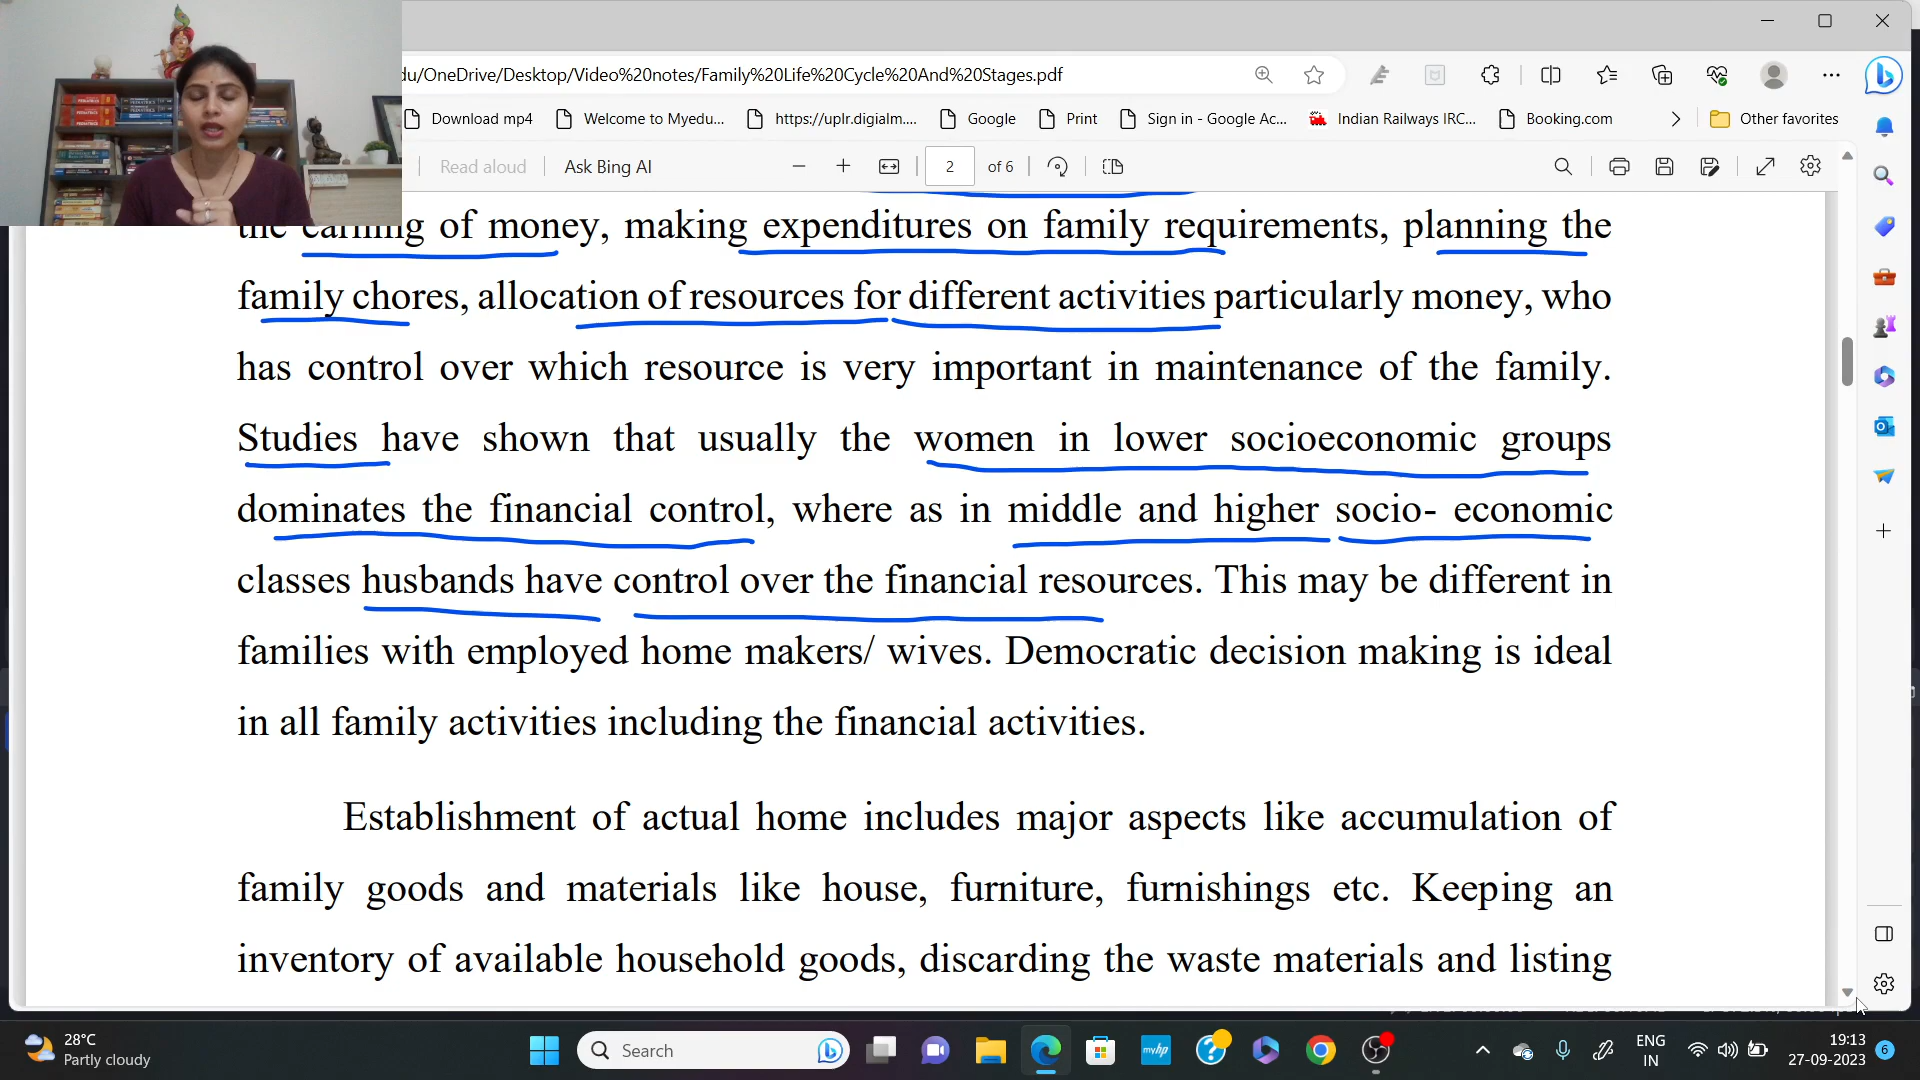 du/OneDrive/Desktop/Video%20notes/Family%20Life%20Cycle%20And%20Stages.pdf
Download mp4 Welcome to Myedu... https://uplr.digialm.... Google Print Sign in - Google Ac... Indian Railways IRC... Booking.com Other favorites
Read aloud Ask Bing AI 2 of 6
the earning of money, making expenditures on family requirements, planning the
family chores, allocation of resources for different activities particularly money, who
has control over which resource is very important in maintenance of the family.
Studies have shown that usually the women in lower socioeconomic groups
dominates the financial control, where as in middle and higher socio- economic
classes husbands have control over the financial resources. This may be different in
families with employed home makers/ wives. Democratic decision making is ideal
in all family activities including the financial activities.
Establishment of actual home includes major aspects like accumulation of
family goods and materials like house, furniture, furnishings etc. Keeping an
inventory of available household goods, discarding the waste materials and listing
28°C
Partly cloudy
Search
myhp
ENG
IN
19:13
27-09-2023
6